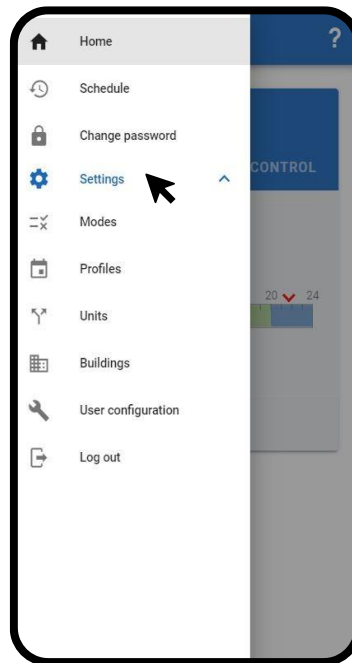 Home
?
Schedule
Change password
CONTROL
Settings
Modes
Profiles
20 24
Units
Buildings
User configuration
Log out